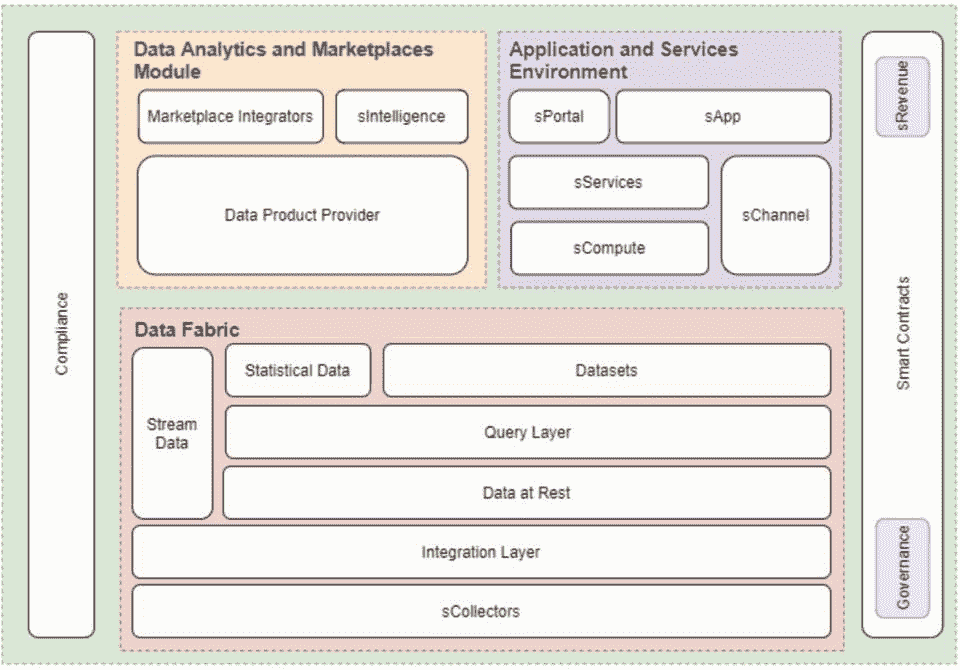 Compliance
Data Analytics and Marketplaces
Module
Marketplace Integrators
sIntelligence
Data Product Provider
Application and Services
Environment
sPortal
sApp
sServices
sChannel
sCompute
Data Fabric
Stream
Data
Statistical Data
Datasets
Query Layer
Data at Rest
Integration Layer
sCollectors
sRevenue
Smart Contracts
Governance